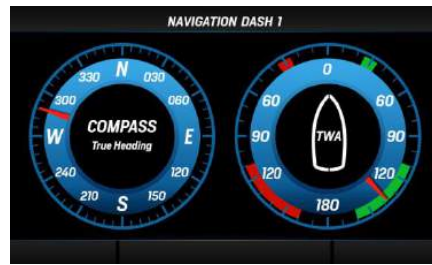 NAVIGATION DASH 1
N
330
030
300
060
COMPASS
True Heading
W
E
240
120
210
150
S
0
60
60
90
TWA
90
120
120
180